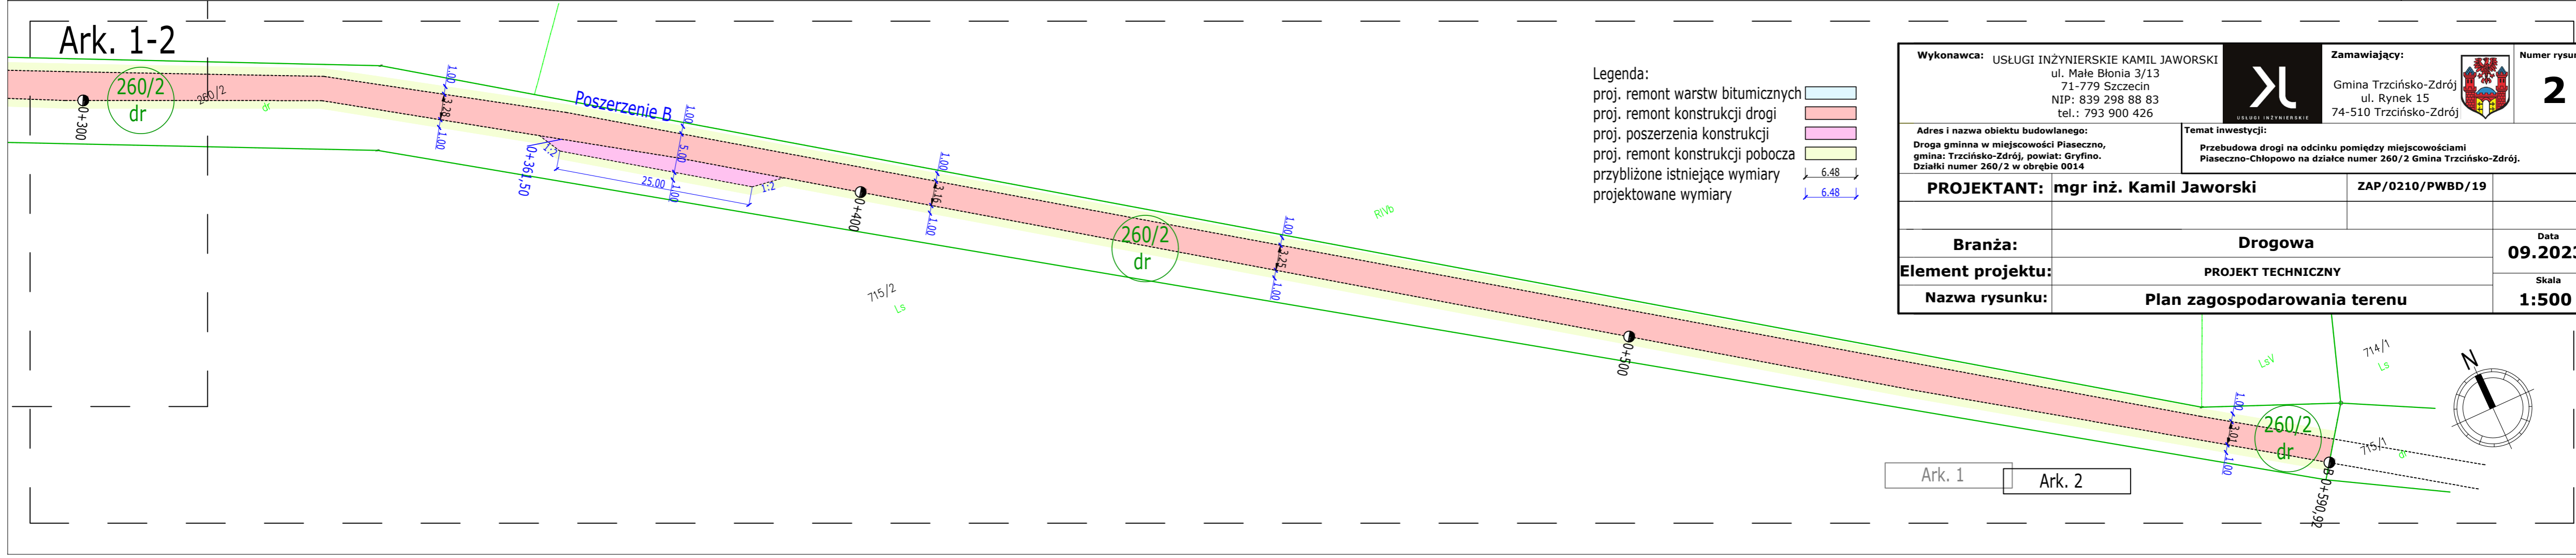 Ark. 1-2
260/2
dr
260/2
dr
0+300
1.00
3.28
1.00
Poszerzenie B
1.00
5.00
1.00
1:2
0+361,50
25.00
1:2
0+400
1.00
3.16
1.00
715/2
Ls
260/2
dr
1.00
3.25
1.00
RIVb
0+500
Legenda:
proj. remont warstw bitumicznych
proj. remont konstrukcji drogi
proj. poszerzenia konstrukcji
proj. remont konstrukcji pobocza
przybliżone istniejące wymiary 6.48
projektowane wymiary 6.48
Wykonawca:
USŁUGI INŻYNIERSKIE KAMIL JAWORSKI
ul. Małe Błonia 3/13
71-779 Szczecin
NIP: 839 298 88 83
tel.: 793 900 426
USŁUGI INŻYNIERSKIE
Zamawiający:
Gmina Trzcińsko-Zdrój
ul. Rynek 15
74-510 Trzcińsko-Zdrój
Numer rysun
2
Adres i nazwa obiektu budowlanego:
Droga gminna w miejscowości Piaseczno,
gmina: Trzcińsko-Zdrój, powiat: Gryfino.
Działki numer 260/2 w obrębie 0014
Temat inwestycji:
Przebudowa drogi na odcinku pomiędzy miejscowościami
Piaseczno-Chłopowo na działce numer 260/2 Gmina Trzcińsko-Zdrój.
PROJEKTANT: mgr inż. Kamil Jaworski ZAP/0210/PWBD/19
Branża: Drogowa
Data
09.2023
Element projektu: PROJEKT TECHNICZNY
Skala
1:500
Nazwa rysunku: Plan zagospodarowania terenu
LsV
714/1
Ls
N
1.00
3.01
1.00
260/2
dr
715/1
dr
B 0+590,92
Ark. 1
Ark. 2